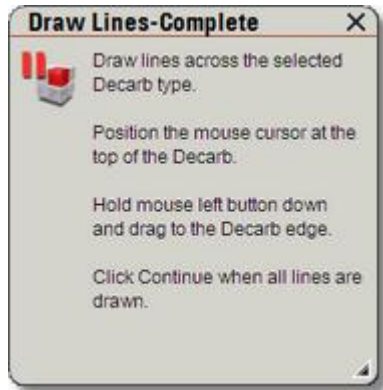 Draw Lines-Complete
Draw lines across the selected
Decarb type.
Position the mouse cursor at the
top of the Decarb.
Hold mouse left button down
and drag to the Decarb edge.
Click Continue when all lines are
drawn.